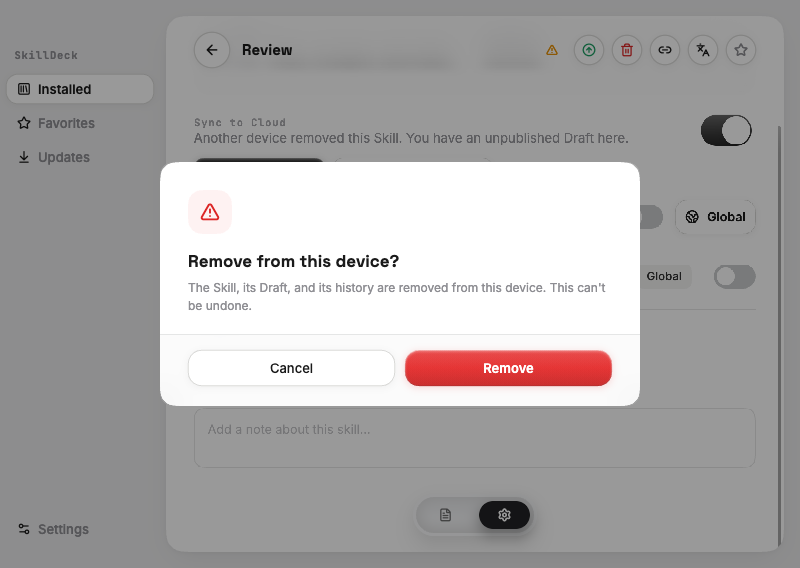 SkillDeck
Installed
Favorites
Updates
Settings
Review
Sync to Cloud
Another device removed this Skill. You have an unpublished Draft here.
Global
Global
Remove from this device?
The Skill, its Draft, and its history are removed from this device. This can't
be undone.
Cancel
Remove
Add a note about this skill...